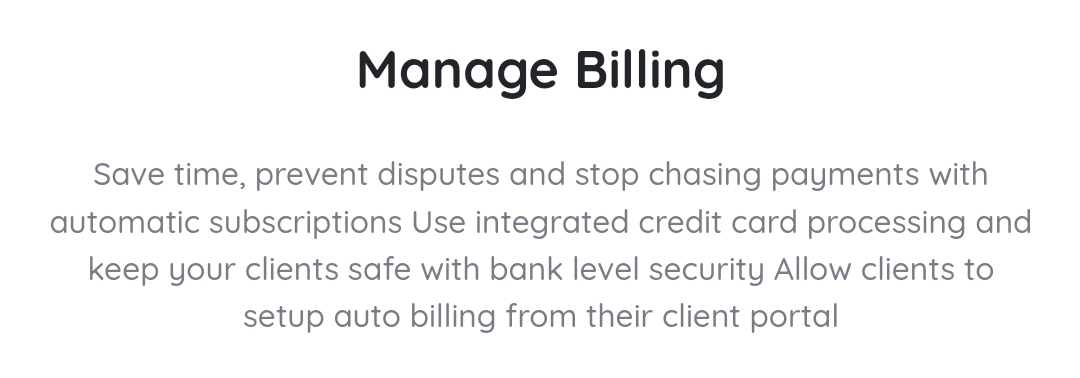 Manage Billing
Save time, prevent disputes and stop chasing payments with
automatic subscriptions Use integrated credit card processing and
keep your clients safe with bank level security Allow clients to
setup auto billing from their client portal